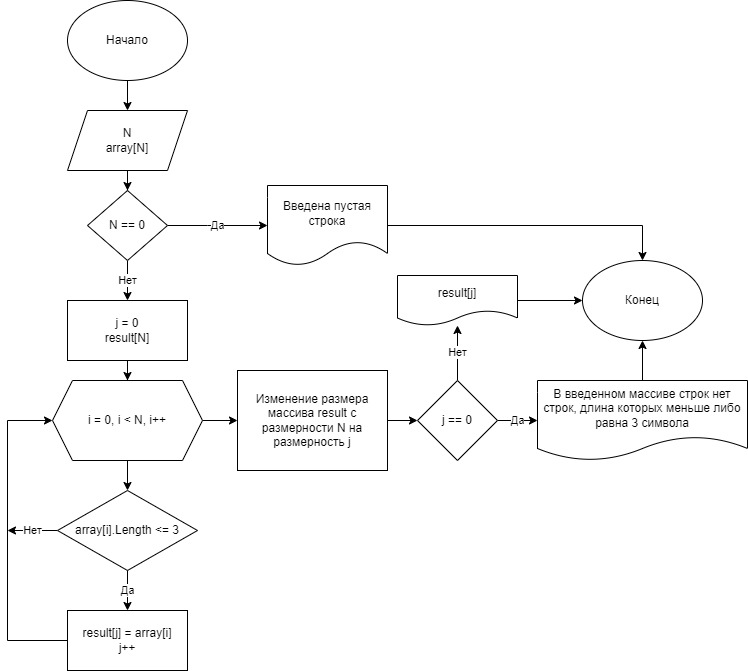 Начало
N
array[N]
N == 0
Да
Введена пустая
строка
Нет
j = 0
result[N]
result[j]
Конец
Нет
i = 0, i < N, i++
Изменение размера
массива result с
размерности N на
размерность j
j == 0
Да
В введенном массиве строк нет
строк, длина которых меньше либо
равна 3 символа
array[i].Length <= 3
Нет
Да
result[j] = array[i]
j++